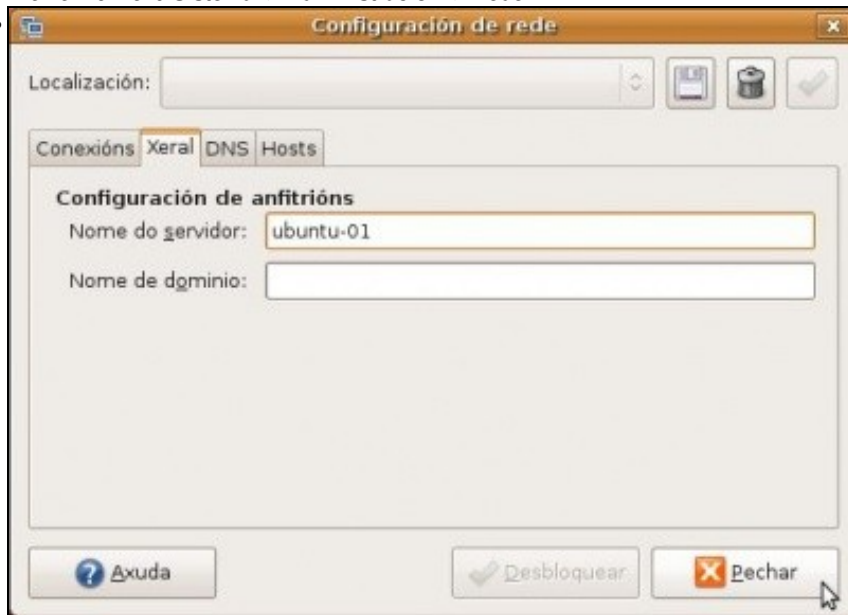 Configuración de rede
Localización:
Conexións Xeral DNS Hosts
Configuración de anfitrións
Nome do servidor: ubuntu-01
Nome de dominio:
Axuda Desbloquear Pechar